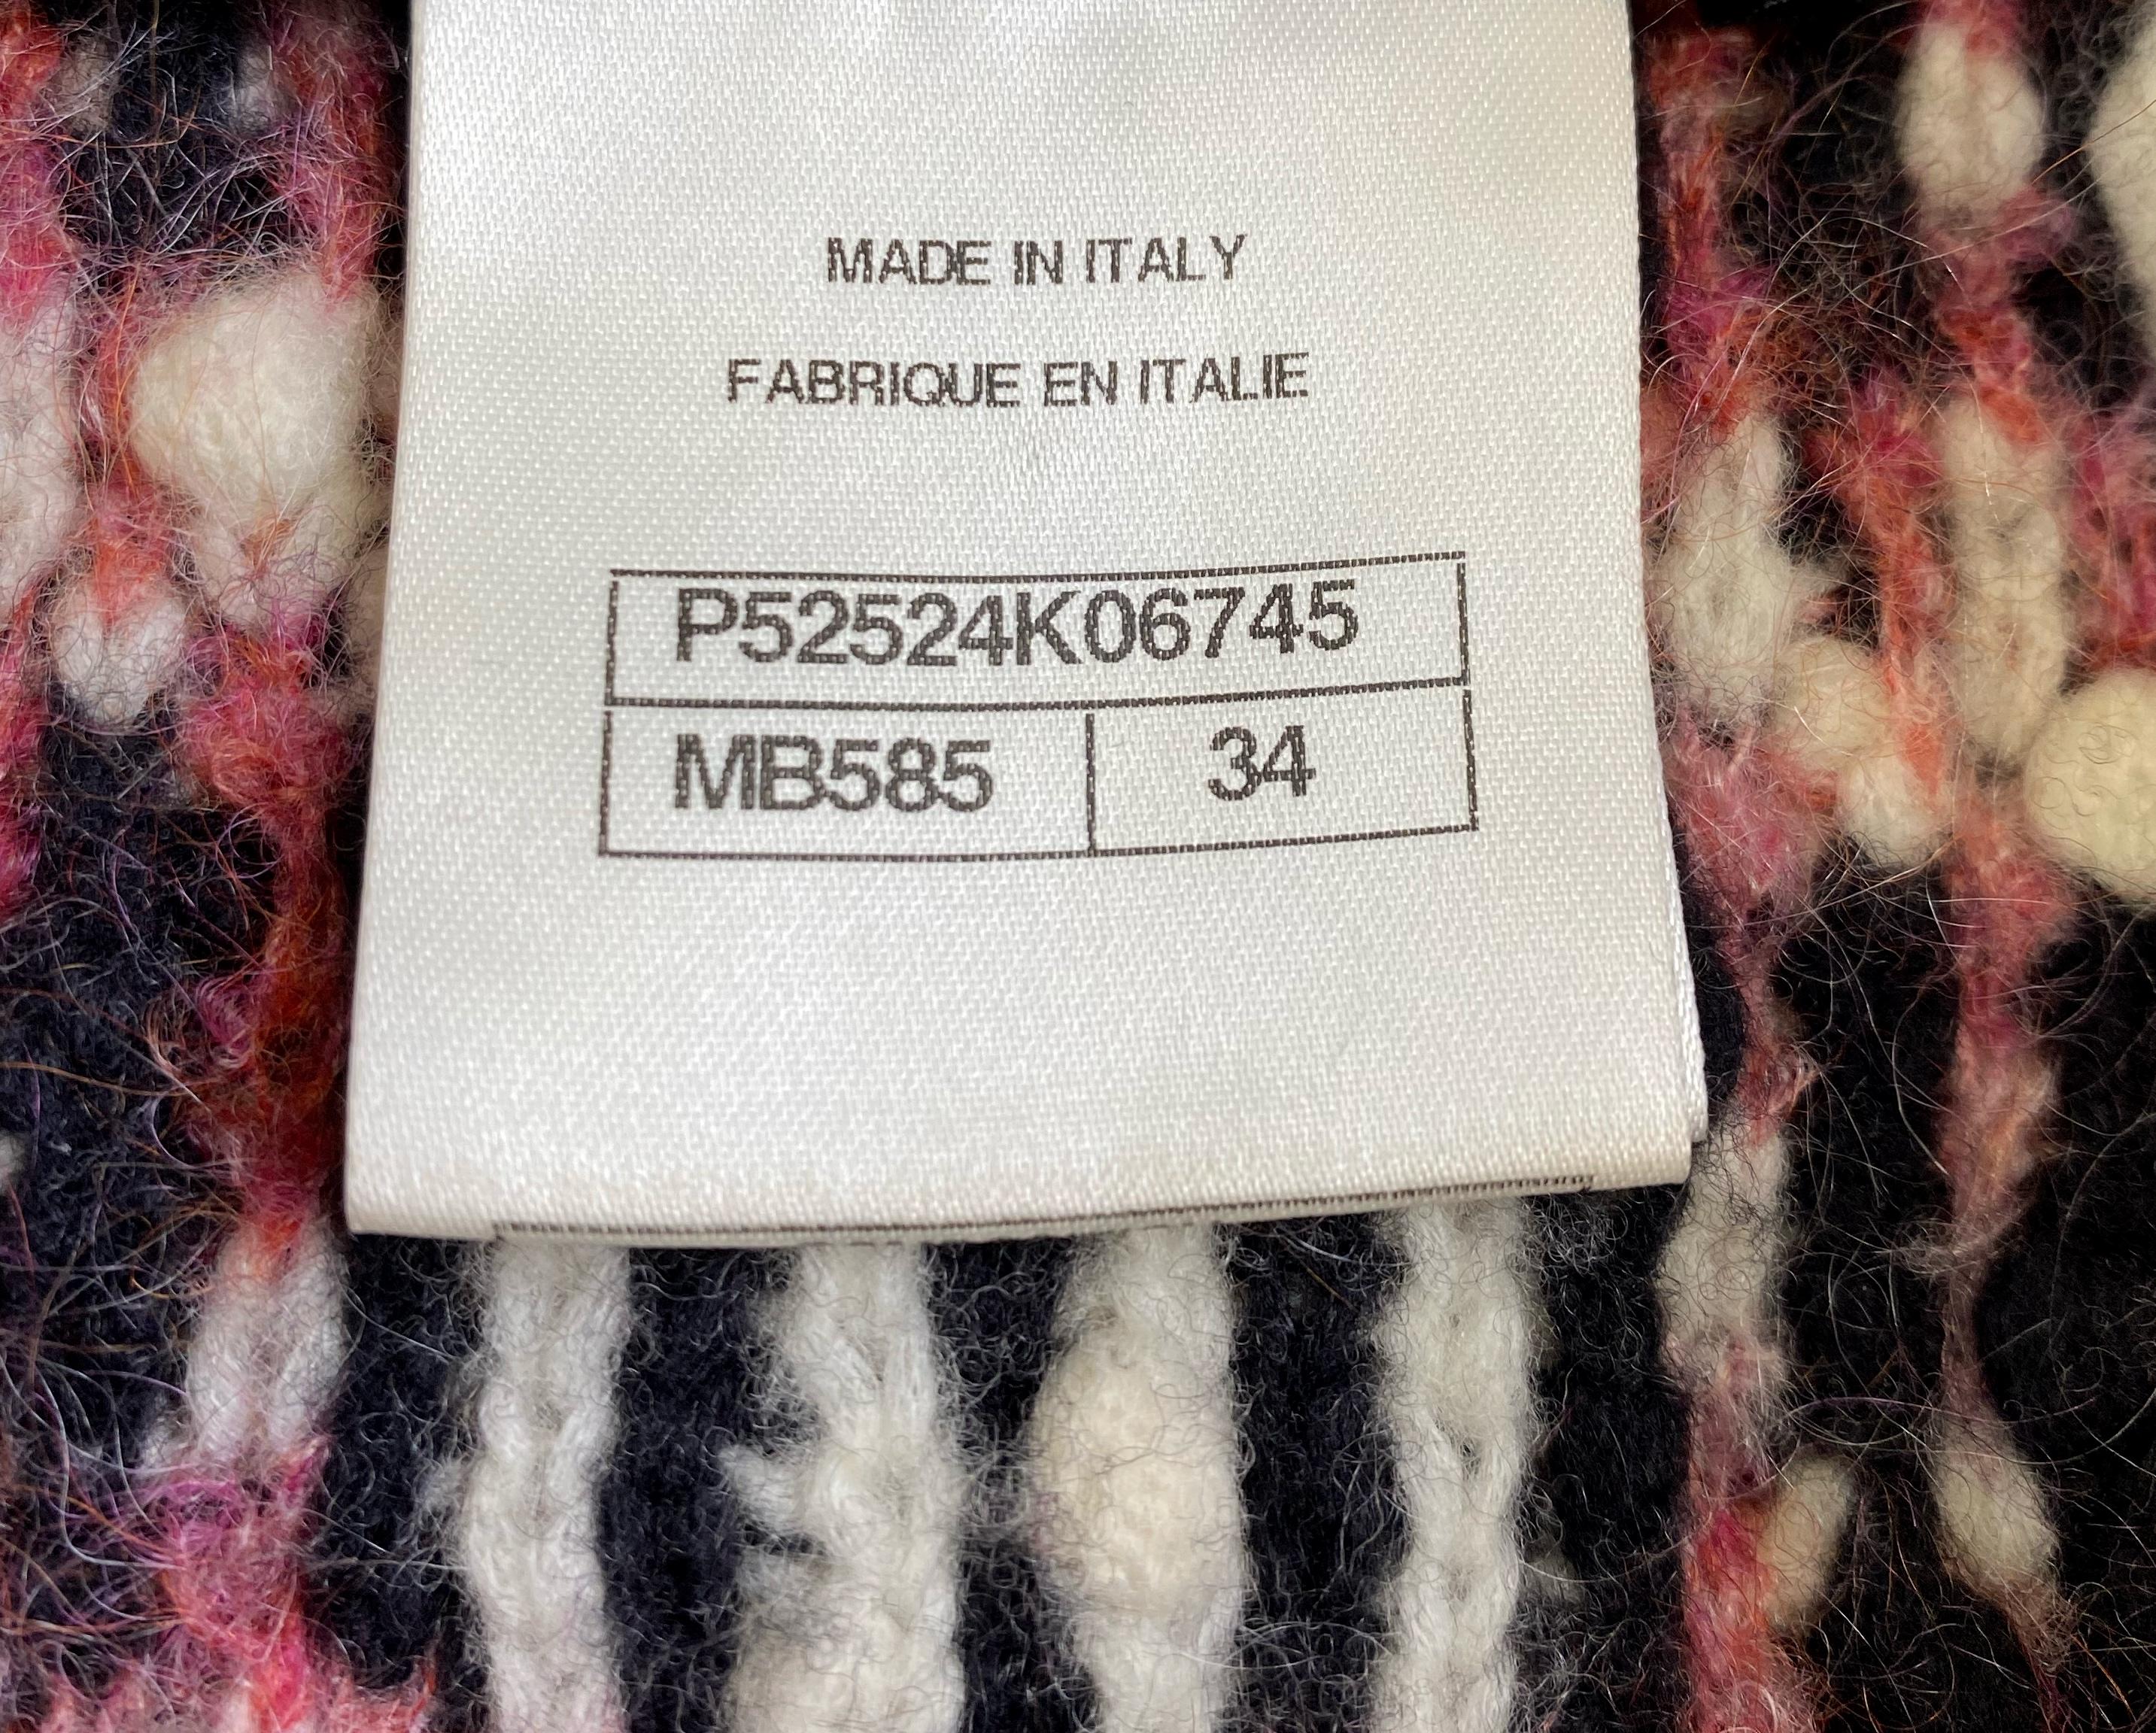 MADE IN ITALY
FABRIQUE EN ITALIE
P52524K06745
MB585 34